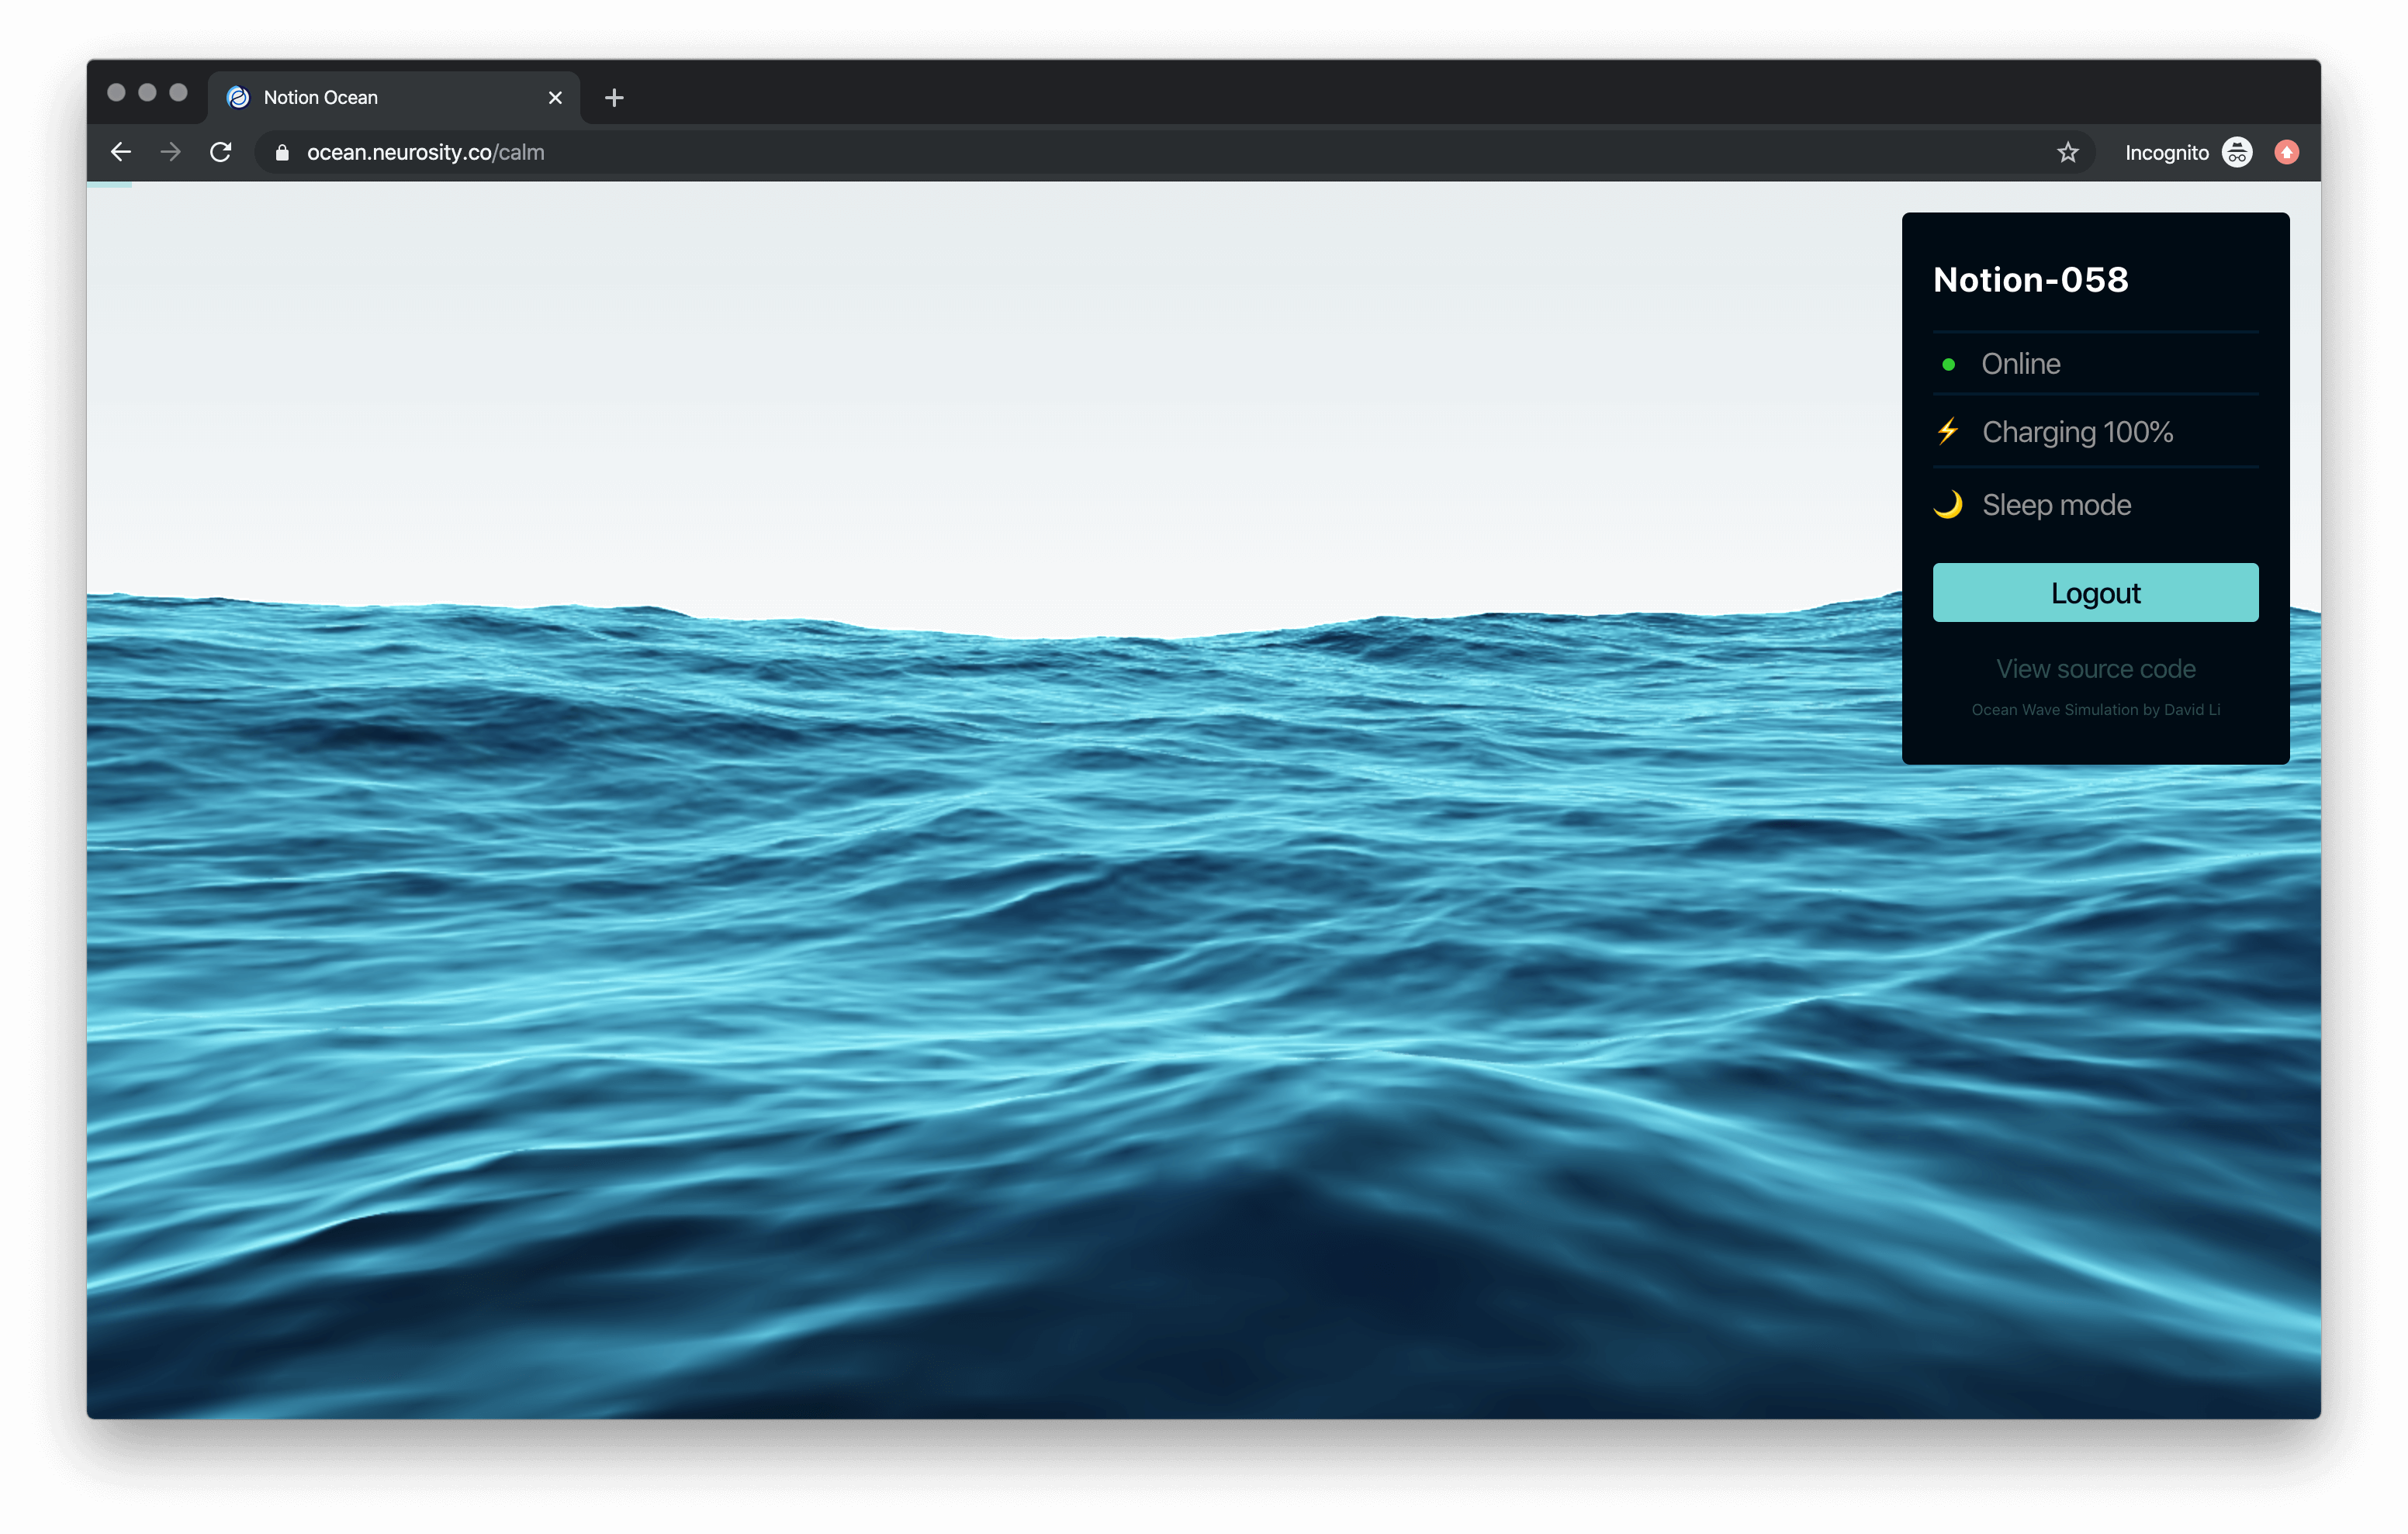 Notion Ocean
ocean.neurosity.co/calm
Incognito
Notion-058
Online
Charging 100%
Sleep mode
Logout
View source code
Ocean Wave Simulation by David Li